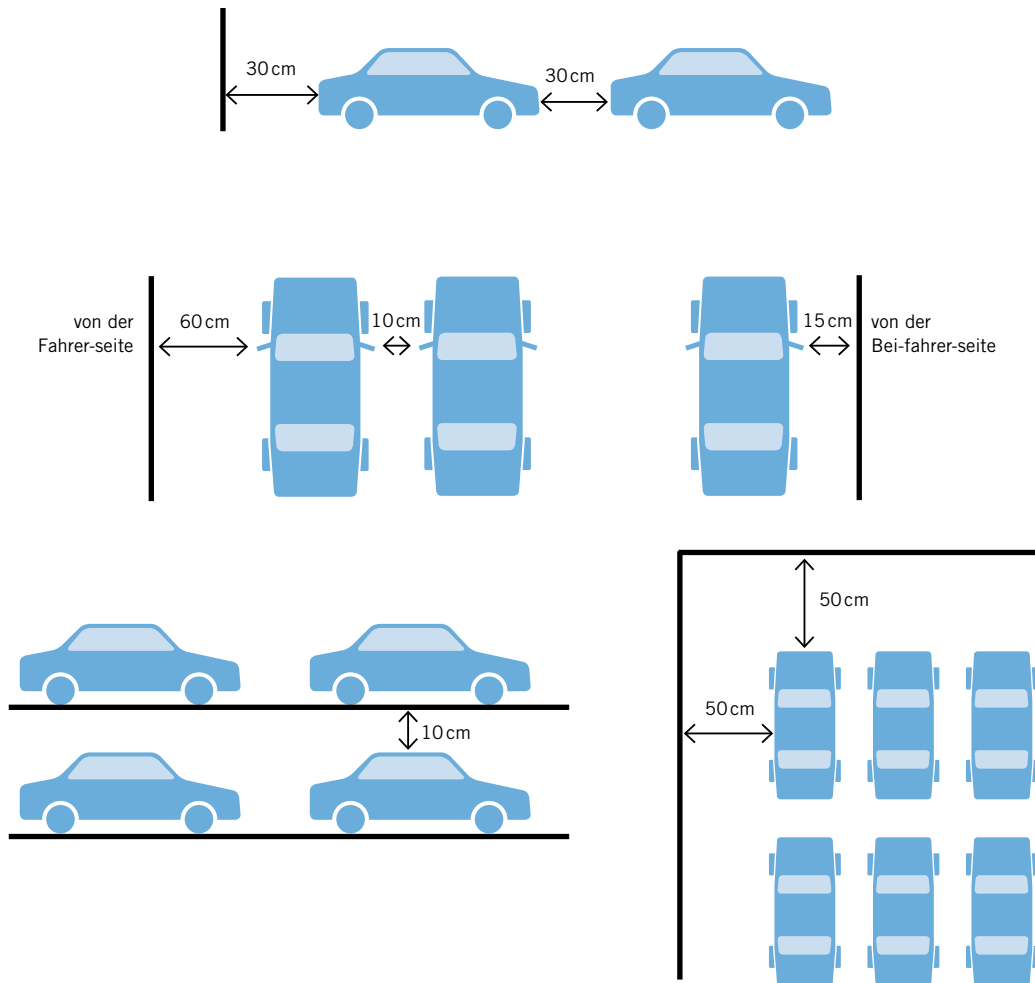 30 cm
30 cm
von der
Fahrer-seite
60 cm
10 cm
15 cm
von der
Bei-fahrer-seite
10 cm
50 cm
50 cm